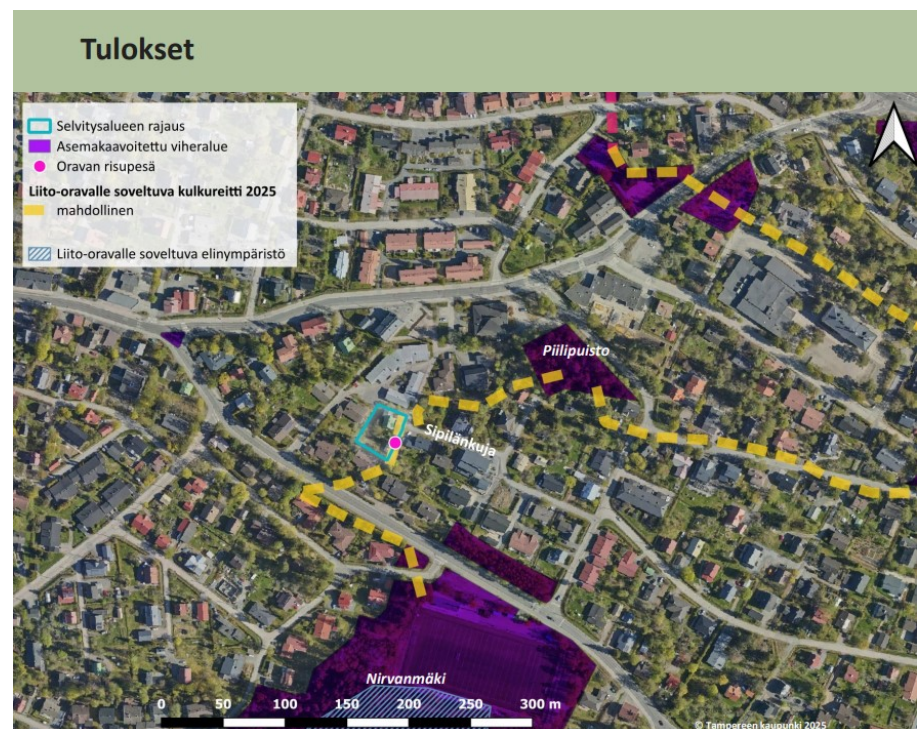 Tulokset
Selvitysalueen rajaus
Asemakaavoitettu viheralue
Oravan risupesä
Liito-oravalle soveltuva kulkureitti 2025
mahdollinen
Liito-oravalle soveltuva elinympäristö
Piilipuisto
Sipilänkuja
Nirvanmäki
0 50 100 150 200 250 300 m
© Tampereen kaupunki 2025